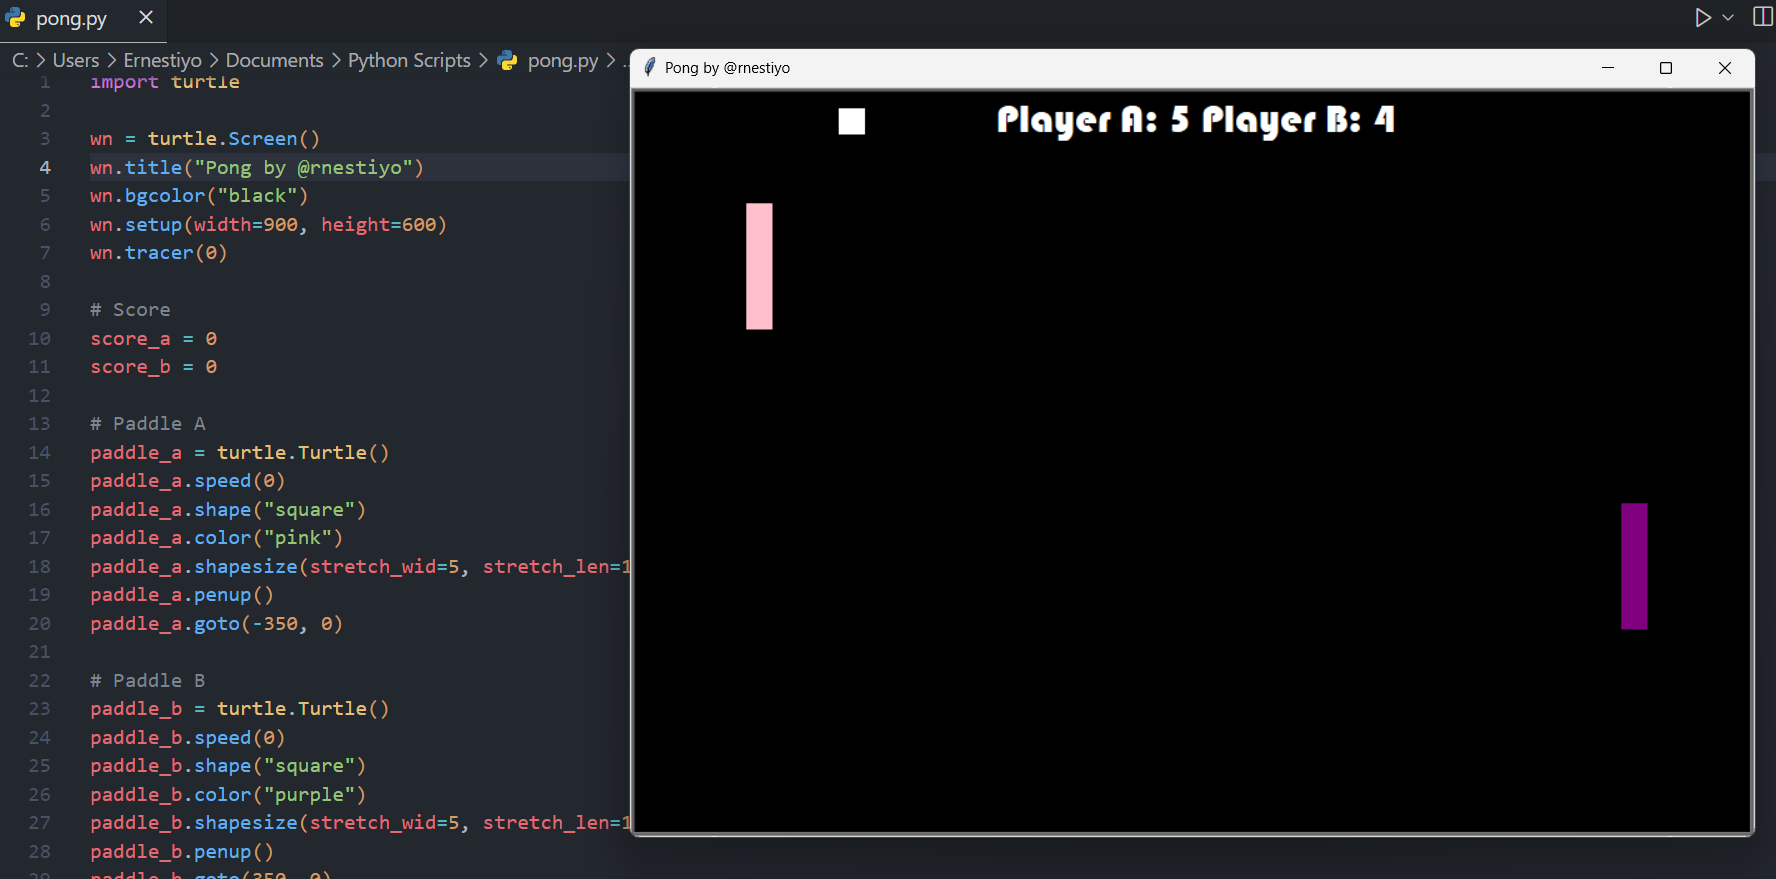 pong.py
C: > Users > Ernestiyo > Documents > Python Scripts > pong.py > ..
1 import turtle
2
3 wn = turtle.Screen()
4 wn.title("Pong by @rnestiyo")
5 wn.bgcolor("black")
6 wn.setup(width=900, height=600)
7 wn.tracer(0)
8
9 # Score
10 score_a = 0
11 score_b = 0
12
13 # Paddle A
14 paddle_a = turtle.Turtle()
15 paddle_a.speed(0)
16 paddle_a.shape("square")
17 paddle_a.color("pink")
18 paddle_a.shapesize(stretch_wid=5, stretch_len=1
19 paddle_a.penup()
20 paddle_a.goto(-350, 0)
21
22 # Paddle B
23 paddle_b = turtle.Turtle()
24 paddle_b.speed(0)
25 paddle_b.shape("square")
26 paddle_b.color("purple")
27 paddle_b.shapesize(stretch_wid=5, stretch_len=1
28 paddle_b.penup()
29 paddle_b.goto(350, 0)
Pong by @rnestiyo
Player A: 5 Player B: 4